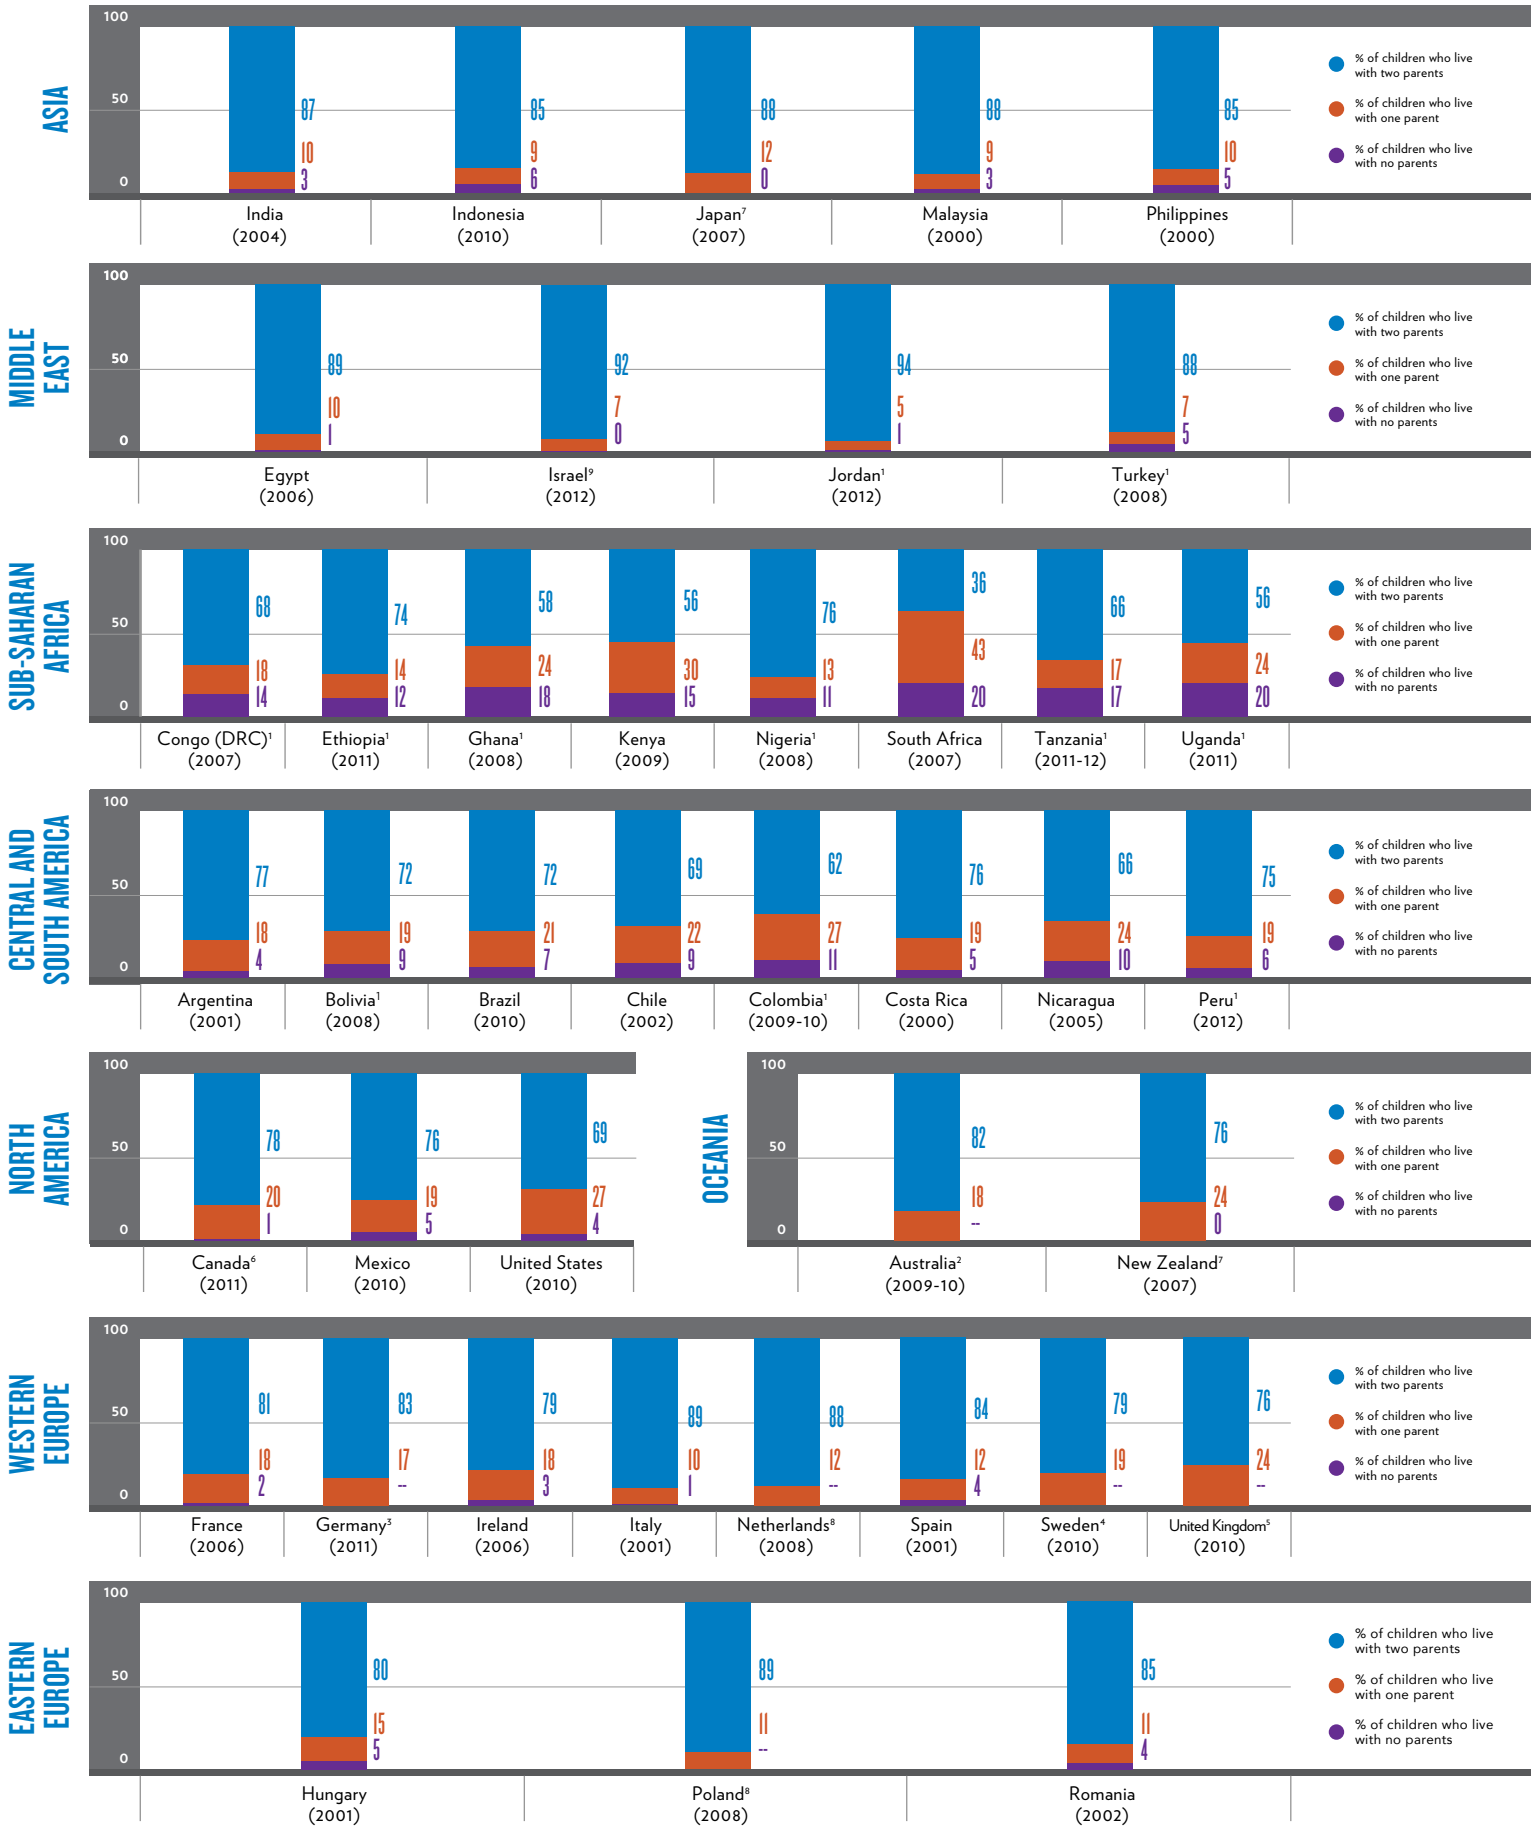 ASIA
100
50
0
87
10
3
85
9
6
88
12
0
88
9
3
85
10
5
% of children who live
with two parents
% of children who live
with one parent
% of children who live
with no parents
India
(2004)
Indonesia
(2010)
Japan⁷
(2007)
Malaysia
(2000)
Philippines
(2000)
MIDDLE
EAST
100
50
0
89
10
1
92
7
0
94
5
1
88
7
5
% of children who live
with two parents
% of children who live
with one parent
% of children who live
with no parents
Egypt
(2006)
Israel⁹
(2012)
Jordan¹
(2012)
Turkey¹
(2008)
SUB-SAHARAN
AFRICA
100
50
0
68
18
14
74
14
12
58
24
18
56
30
15
76
13
11
36
43
20
66
17
17
56
24
20
% of children who live
with two parents
% of children who live
with one parent
% of children who live
with no parents
Congo (DRC)¹
(2007)
Ethiopia¹
(2011)
Ghana¹
(2008)
Kenya
(2009)
Nigeria¹
(2008)
South Africa
(2007)
Tanzania¹
(2011-12)
Uganda¹
(2011)
CENTRAL AND
SOUTH AMERICA
100
50
0
77
18
4
72
19
9
72
21
7
69
22
9
62
27
11
76
19
5
66
24
10
75
19
6
% of children who live
with two parents
% of children who live
with one parent
% of children who live
with no parents
Argentina
(2001)
Bolivia¹
(2008)
Brazil
(2010)
Chile
(2002)
Colombia¹
(2009-10)
Costa Rica
(2000)
Nicaragua
(2005)
Peru¹
(2012)
NORTH
AMERICA
100
50
0
78
20
1
76
19
5
69
27
4
Canada⁶
(2011)
Mexico
(2010)
United States
(2010)
OCEANIA
100
50
0
82
18
--
76
24
0
% of children who live
with two parents
% of children who live
with one parent
% of children who live
with no parents
Australia²
(2009-10)
New Zealand⁷
(2007)
WESTERN
EUROPE
100
50
0
81
18
2
83
17
--
79
18
3
89
10
1
88
12
--
84
12
4
79
19
--
76
24
--
% of children who live
with two parents
% of children who live
with one parent
% of children who live
with no parents
France
(2006)
Germany³
(2011)
Ireland
(2006)
Italy
(2001)
Netherlands⁸
(2008)
Spain
(2001)
Sweden⁴
(2010)
United Kingdom⁵
(2010)
EASTERN
EUROPE
100
50
0
80
15
5
89
11
--
85
11
4
% of children who live
with two parents
% of children who live
with one parent
% of children who live
with no parents
Hungary
(2001)
Poland⁸
(2008)
Romania
(2002)